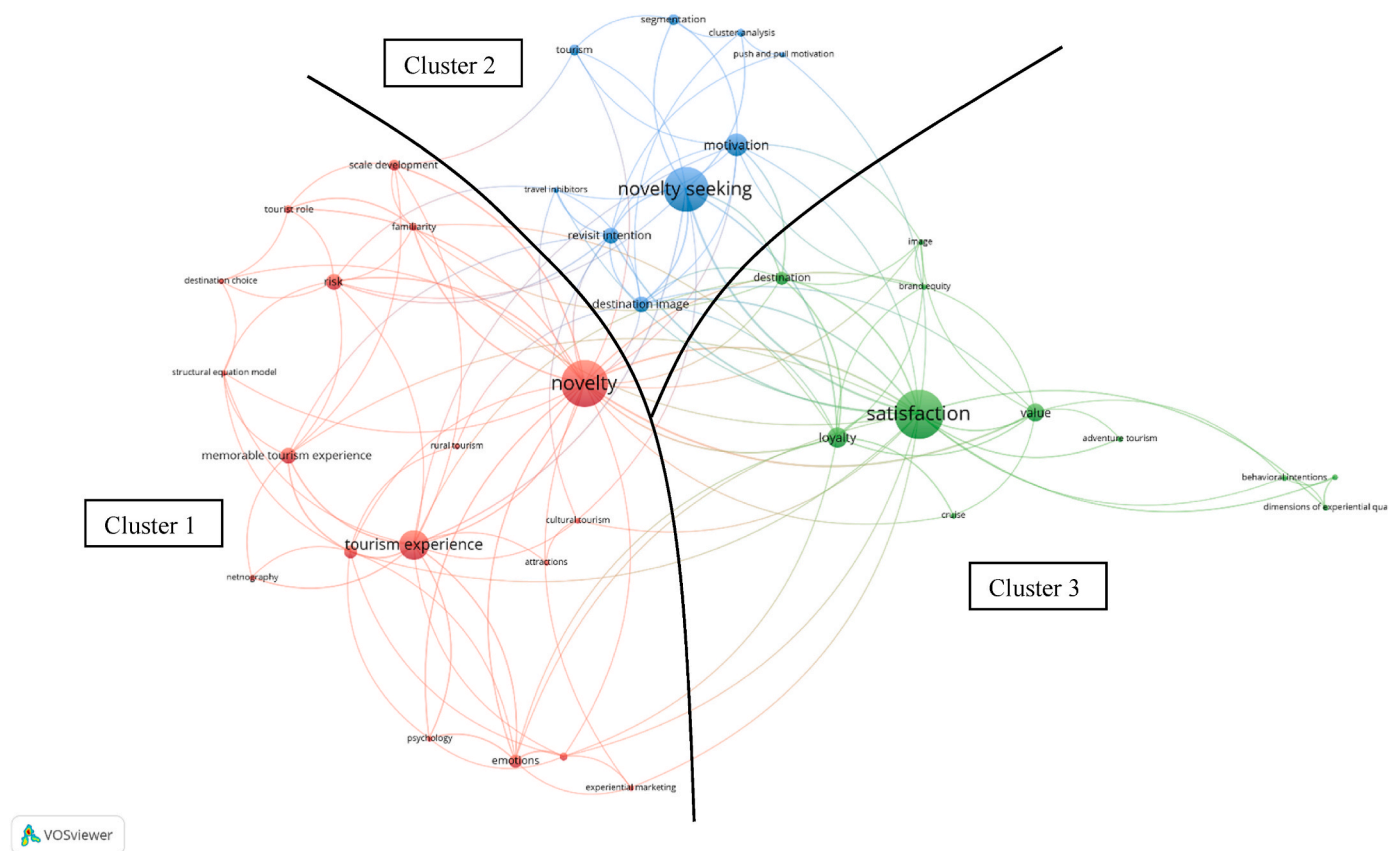 segmentation
cluster analysis
tourism
push and pull motivation
Cluster 2
motivation
scale development
novelty seeking
travel inhibitors
tourist role
familiarity
revisit intention
image
destination choice
risk
destination
brand equity
destination image
structural equation model
novelty
satisfaction
value
loyalty
adventure tourism
rural tourism
memorable tourism experience
behavioral intentions
dimensions of experiential qua
Cluster 1
cultural tourism
cruise
tourism experience
attractions
netnography
Cluster 3
psychology
emotions
experiential marketing
VOSviewer